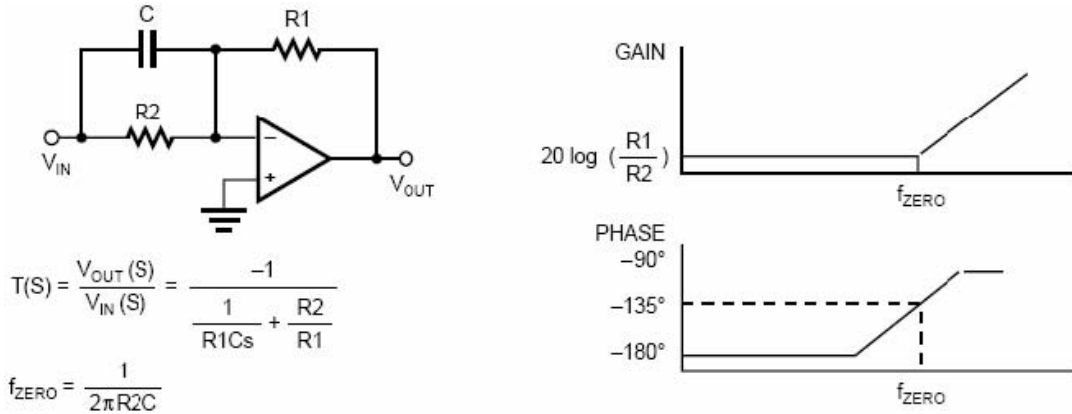 C
R1
R2
V_IN
−
+
V_OUT
T(S) = V_OUT (S) / V_IN (S) = −1 / (1 / R1Cs + R2 / R1)
f_ZERO = 1 / 2πR2C
GAIN
20 log (R1 / R2)
f_ZERO
PHASE
−90°
−135°
−180°
f_ZERO